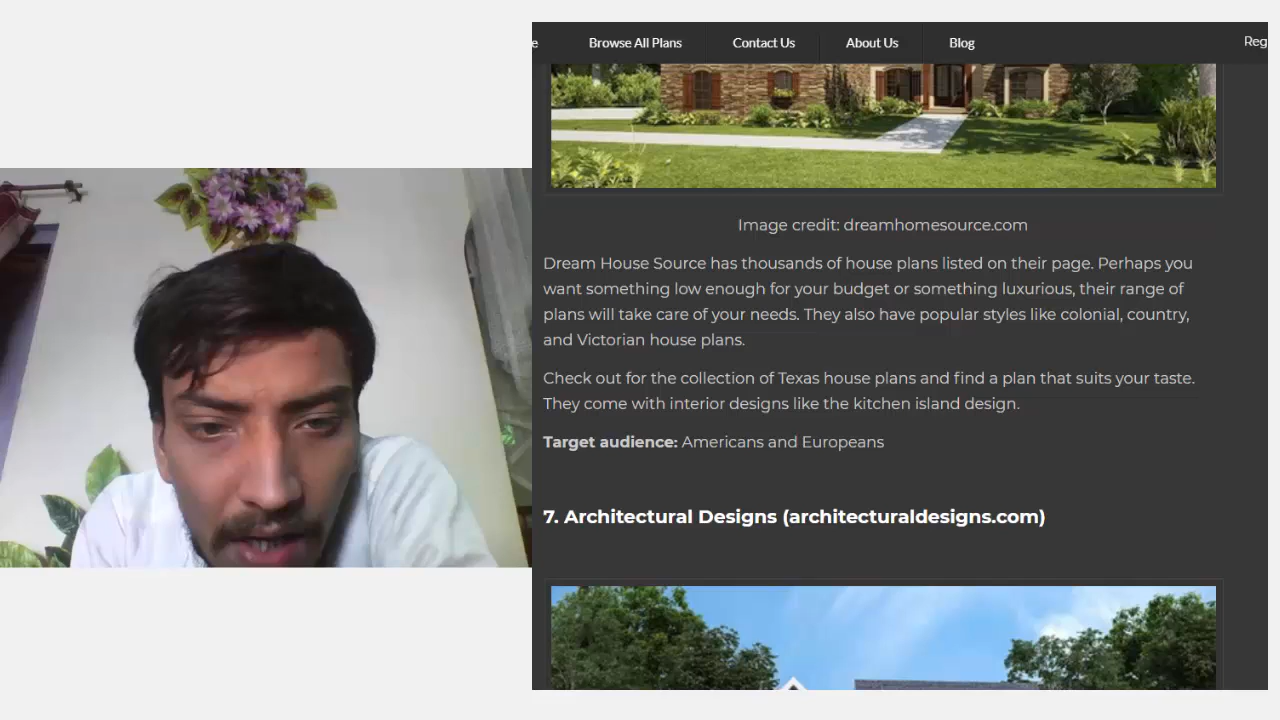 e Browse All Plans Contact Us About Us Blog Reg
Image credit: dreamhomesource.com
Dream House Source has thousands of house plans listed on their page. Perhaps you
want something low enough for your budget or something luxurious, their range of
plans will take care of your needs. They also have popular styles like colonial, country,
and Victorian house plans.
Check out for the collection of Texas house plans and find a plan that suits your taste.
They come with interior designs like the kitchen island design.
Target audience: Americans and Europeans
7. Architectural Designs (architecturaldesigns.com)